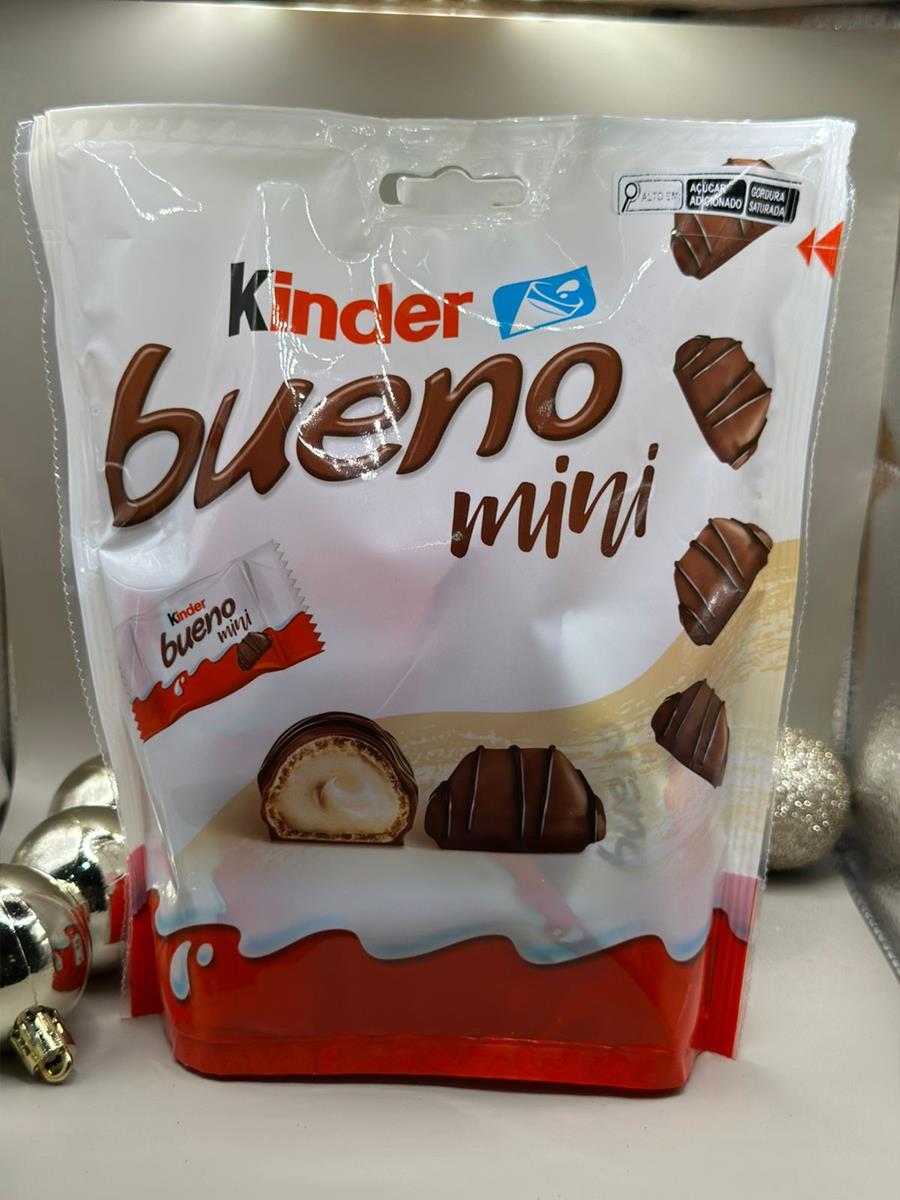 ALTO EM AÇÚCAR ADICIONADO GORDURA SATURADA
Kinder
bueno
mini
Kinder
bueno
mini